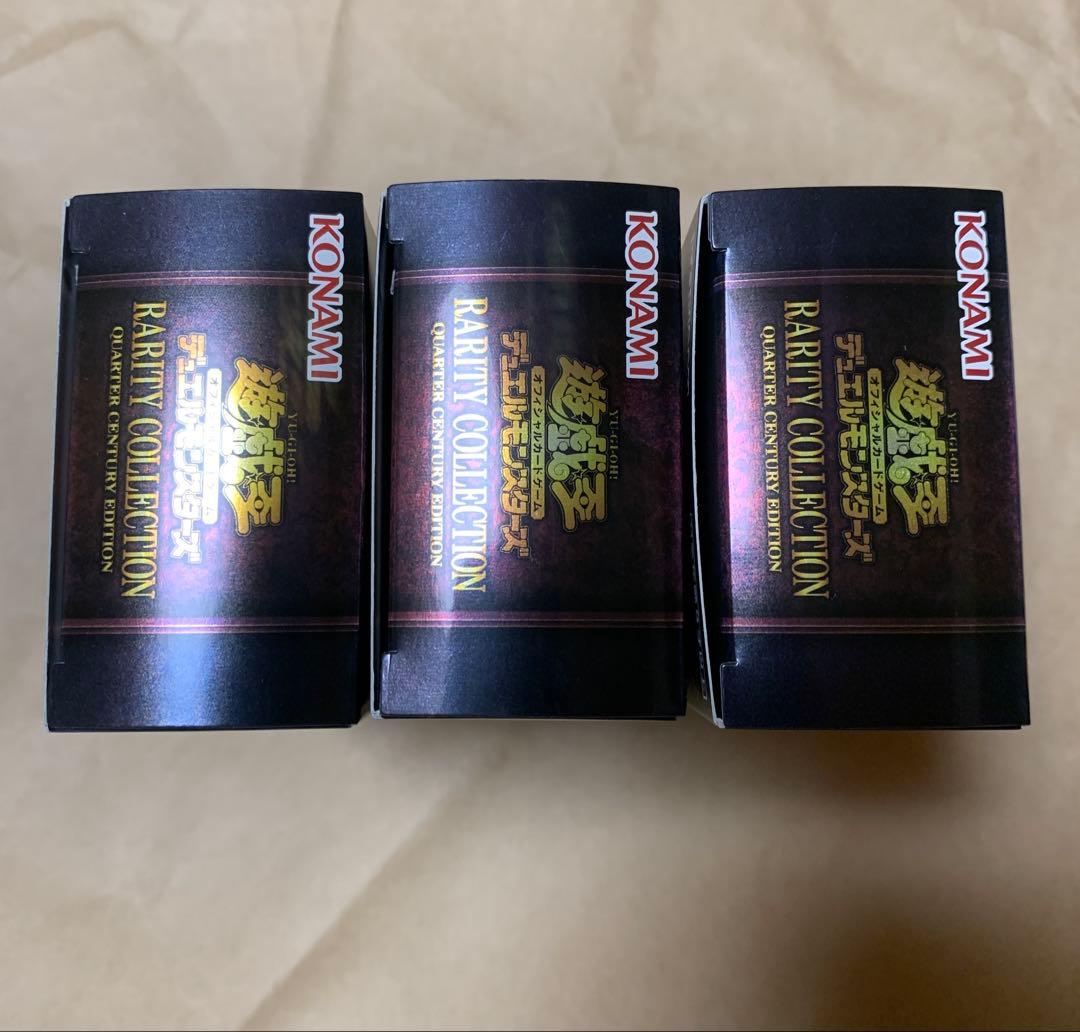 KONAMI
YU-GI-OH!
遊戯王
オフィシャルカードゲーム
デュエルモンスターズ
RARITY COLLECTION
QUARTER CENTURY EDITION
KONAMI
YU-GI-OH!
遊戯王
オフィシャルカードゲーム
デュエルモンスターズ
RARITY COLLECTION
QUARTER CENTURY EDITION
KONAMI
YU-GI-OH!
遊戯王
オフィシャルカードゲーム
デュエルモンスターズ
RARITY COLLECTION
QUARTER CENTURY EDITION